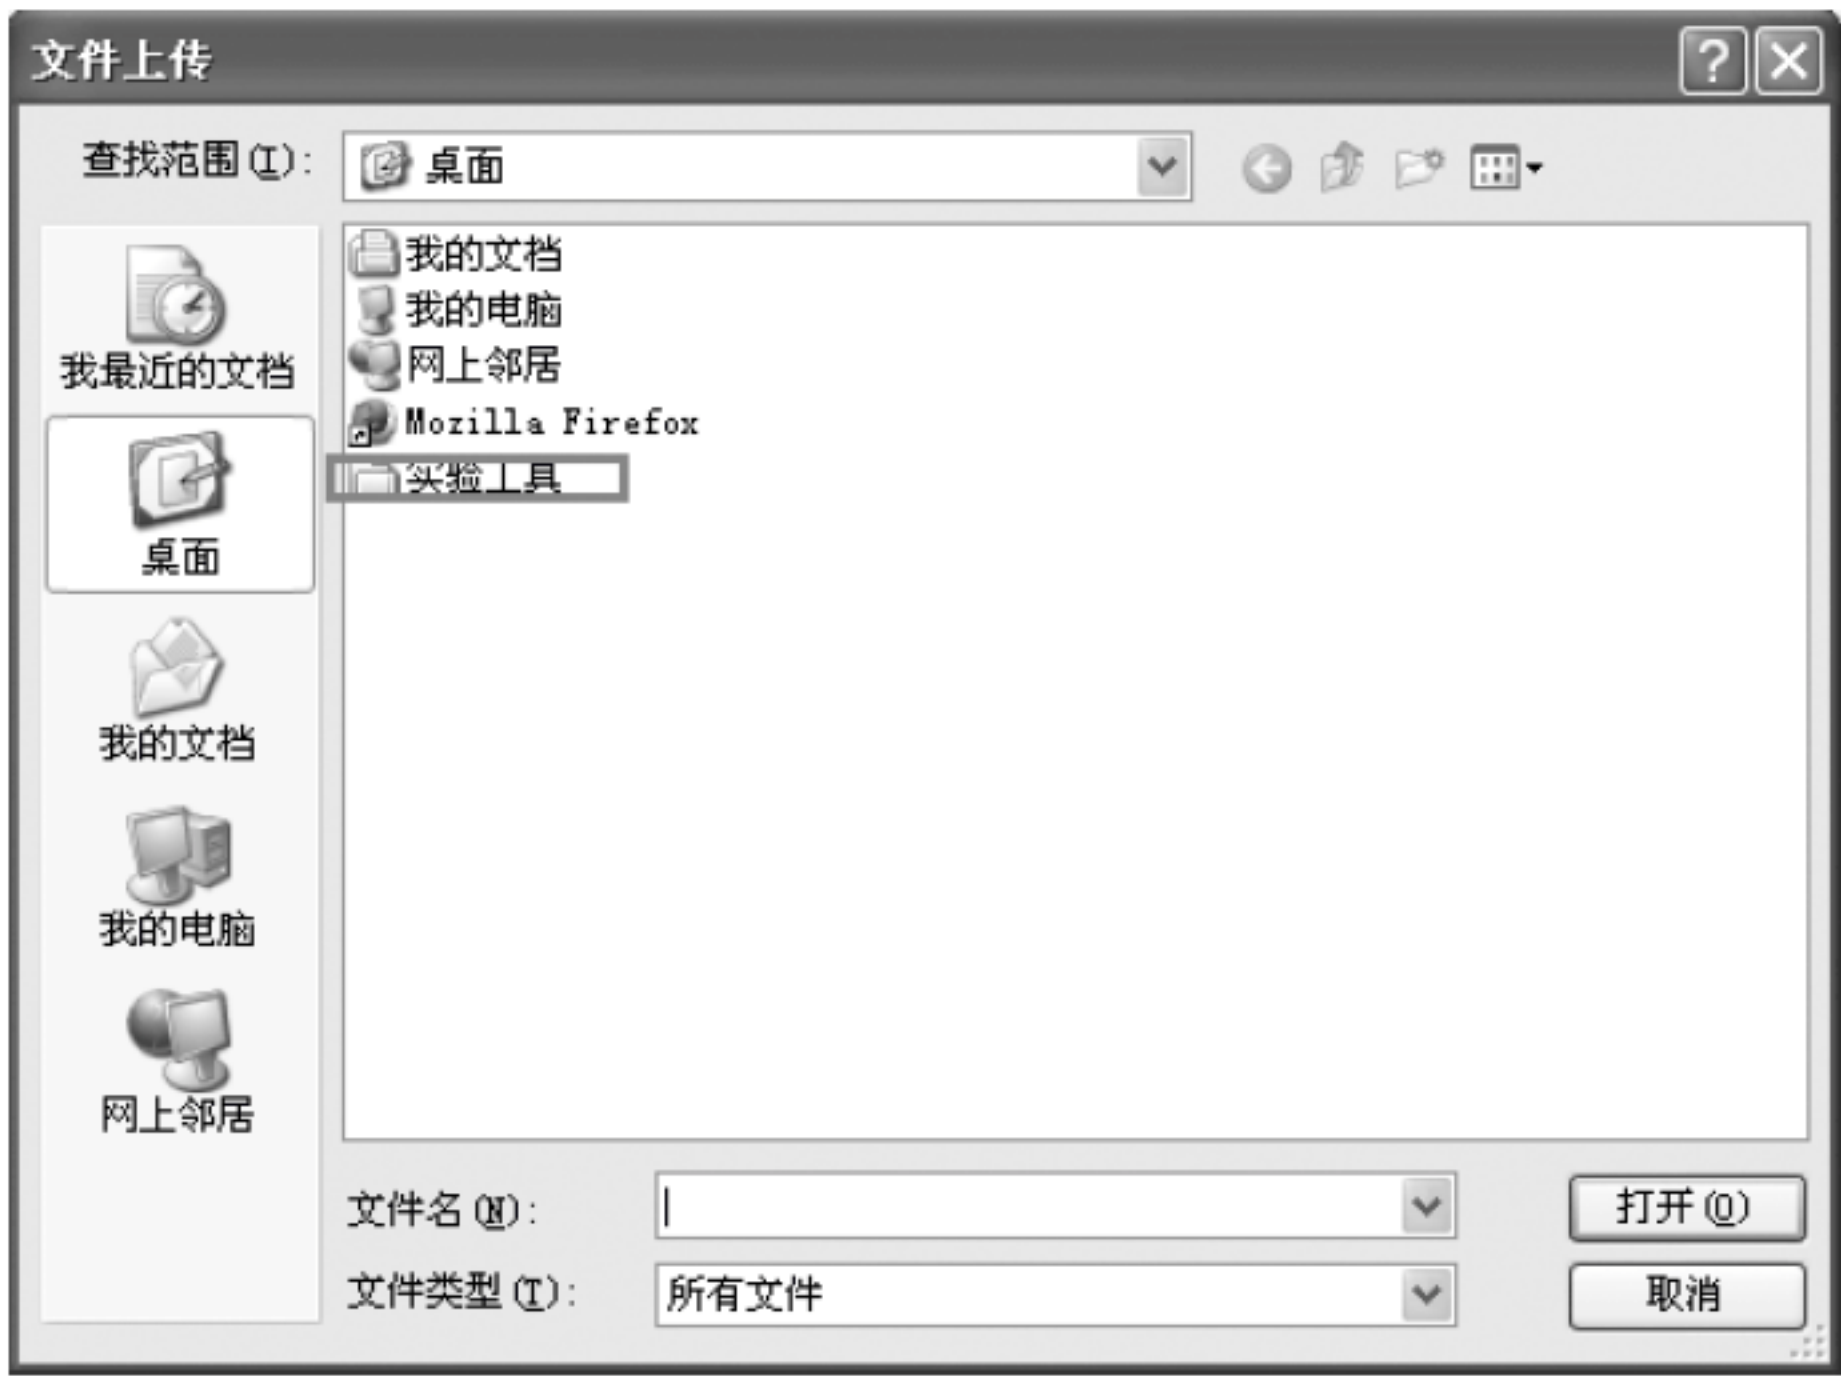 文件上传
查找范围(I):
桌面
我最近的文档
桌面
我的文档
我的电脑
网上邻居
我的文档
我的电脑
网上邻居
Mozilla Firefox
实验工具
文件名(N):
打开(O)
文件类型(T):
所有文件
取消